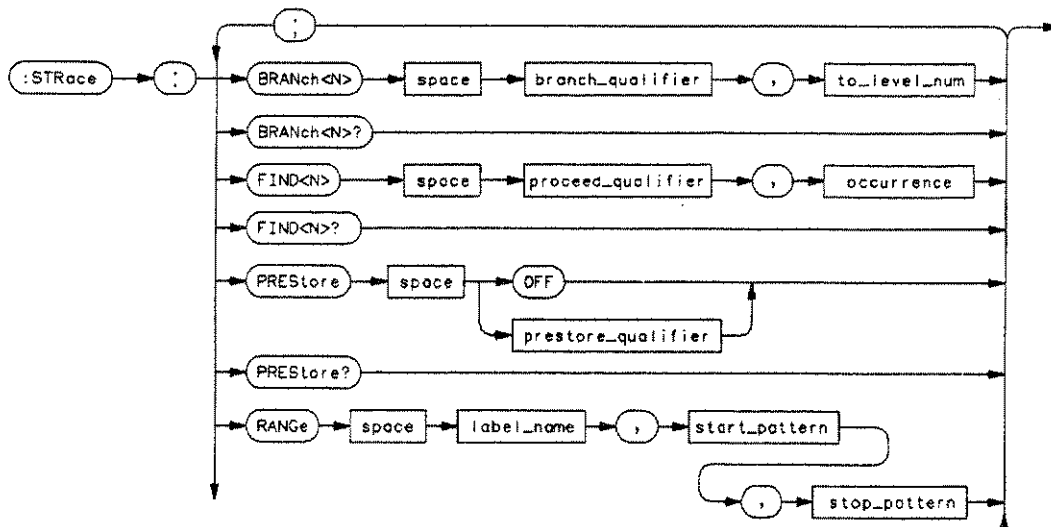 ;
:STRace : BRANch<N> space branch_qualifier , to_level_num
BRANch<N>?
FIND<N> space proceed_qualifier , occurrence
FIND<N>?
PREStore space OFF
prestore_qualifier
PREStore?
RANGe space label_name , start_pattern
, stop_pattern